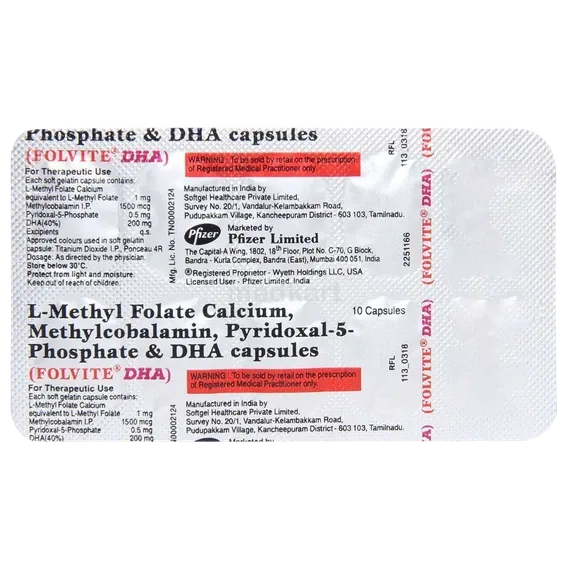 Phosphate & DHA capsules
(FOLVITE® DHA)
For Therapeutic Use
Each soft gelatin capsule contains:
L-Methyl Folate Calcium
equivalent to L-Methyl Folate 1 mg
Methylcobalamin I.P. 1500 mcg
Pyridoxal-5-Phosphate 0.5 mg
DHA(40%) 200 mg
Excipients q.s.
Approved colours used in soft gelatin
capsule: Titanium Dioxide I.P., Ponceau 4R
Dosage: As directed by the physician.
Store below 30°C.
Protect from light and moisture.
Keep out of reach of children.
Mfg. Lic. No. TN00002124
WARNING : To be sold by retail on the prescription
of Registered Medical Practitioner only.
Manufactured in India by
Softgel Healthcare Private Limited,
Survey No. 20/1, Vandalur-Kelambakkam Road,
Pudupakkam Village, Kancheepuram District - 603 103, Tamilnadu.
Pfizer
Marketed by
Pfizer Limited
The Capital-A Wing, 1802, 18th Floor, Plot No. C-70, G Block,
Bandra - Kurla Complex, Bandra (East), Mumbai 400 051, India
®Registered Proprietor - Wyeth Holdings LLC, USA
Licensed User - Pfizer Limited, India
RFL
113_0318
2251166
(FOLVITE® DHA)
L-Methyl Folate Calcium,
Methylcobalamin, Pyridoxal-5-
Phosphate & DHA capsules
10 Capsules
(FOLVITE® DHA)
For Therapeutic Use
Each soft gelatin capsule contains:
L-Methyl Folate Calcium
equivalent to L-Methyl Folate 1 mg
Methylcobalamin I.P. 1500 mcg
Pyridoxal-5-Phosphate 0.5 mg
DHA(40%) 200 mg
TN00002124
WARNING : To be sold by retail on the prescription
of Registered Medical Practitioner only.
Manufactured in India by
Softgel Healthcare Private Limited,
Survey No. 20/1, Vandalur-Kelambakkam Road,
Pudupakkam Village, Kancheepuram District - 603 103, Tamilnadu.
Marketed by
RFL
113_0318
(FOLVITE® DHA)